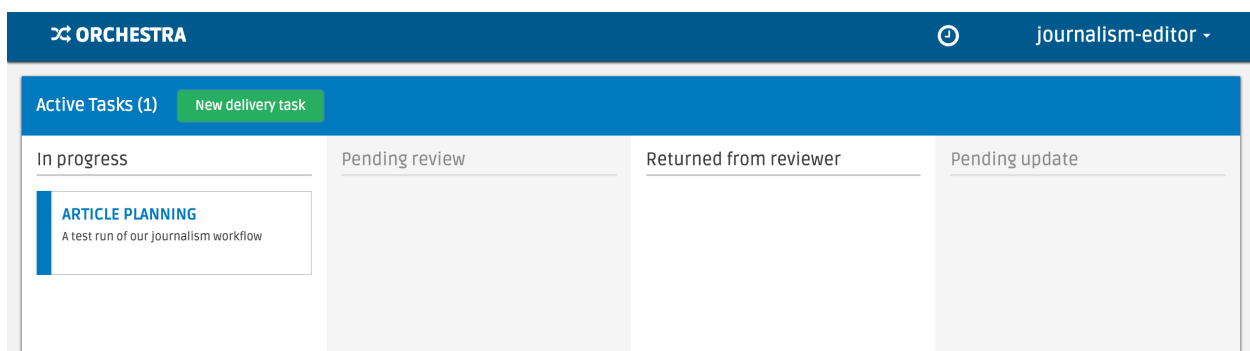 ORCHESTRA
journalism-editor
Active Tasks (1)
New delivery task
In progress
Pending review
Returned from reviewer
Pending update
ARTICLE PLANNING
A test run of our journalism workflow